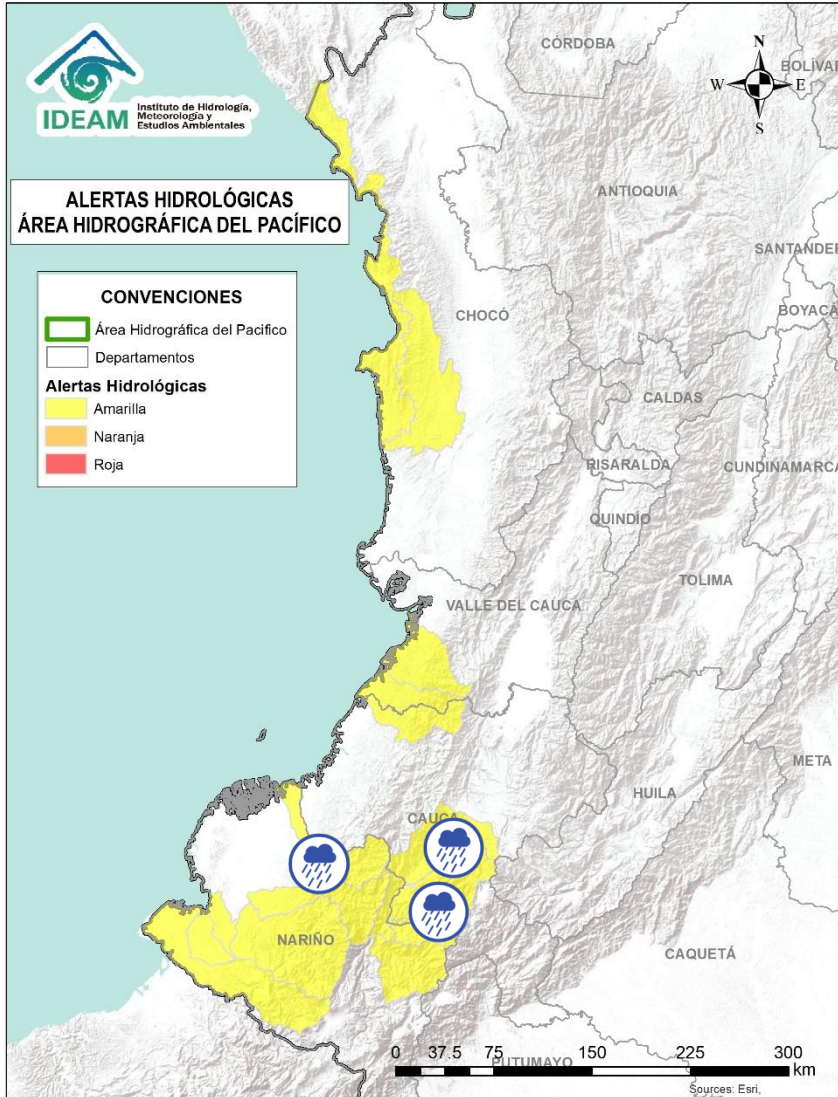 IDEAM
Instituto de Hidrología,
Meteorología y
Estudios Ambientales
ALERTAS HIDROLÓGICAS
ÁREA HIDROGRÁFICA DEL PACÍFICO
CONVENCIONES
Área Hidrográfica del Pacifico
Departamentos
Alertas Hidrológicas
Amarilla
Naranja
Roja
N
W
E
S
CÓRDOBA
BOLÍVAR
ANTIOQUIA
SANTANDER
BOYACÁ
CHOCÓ
CALDAS
RISARALDA
CUNDINAMARCA
QUINDÍO
TOLIMA
VALLE DEL CAUCA
META
HUILA
CAUCA
NARIÑO
CAQUETÁ
PUTUMAYO
0 37.5 75 150 225 300
km
Sources: Esri,